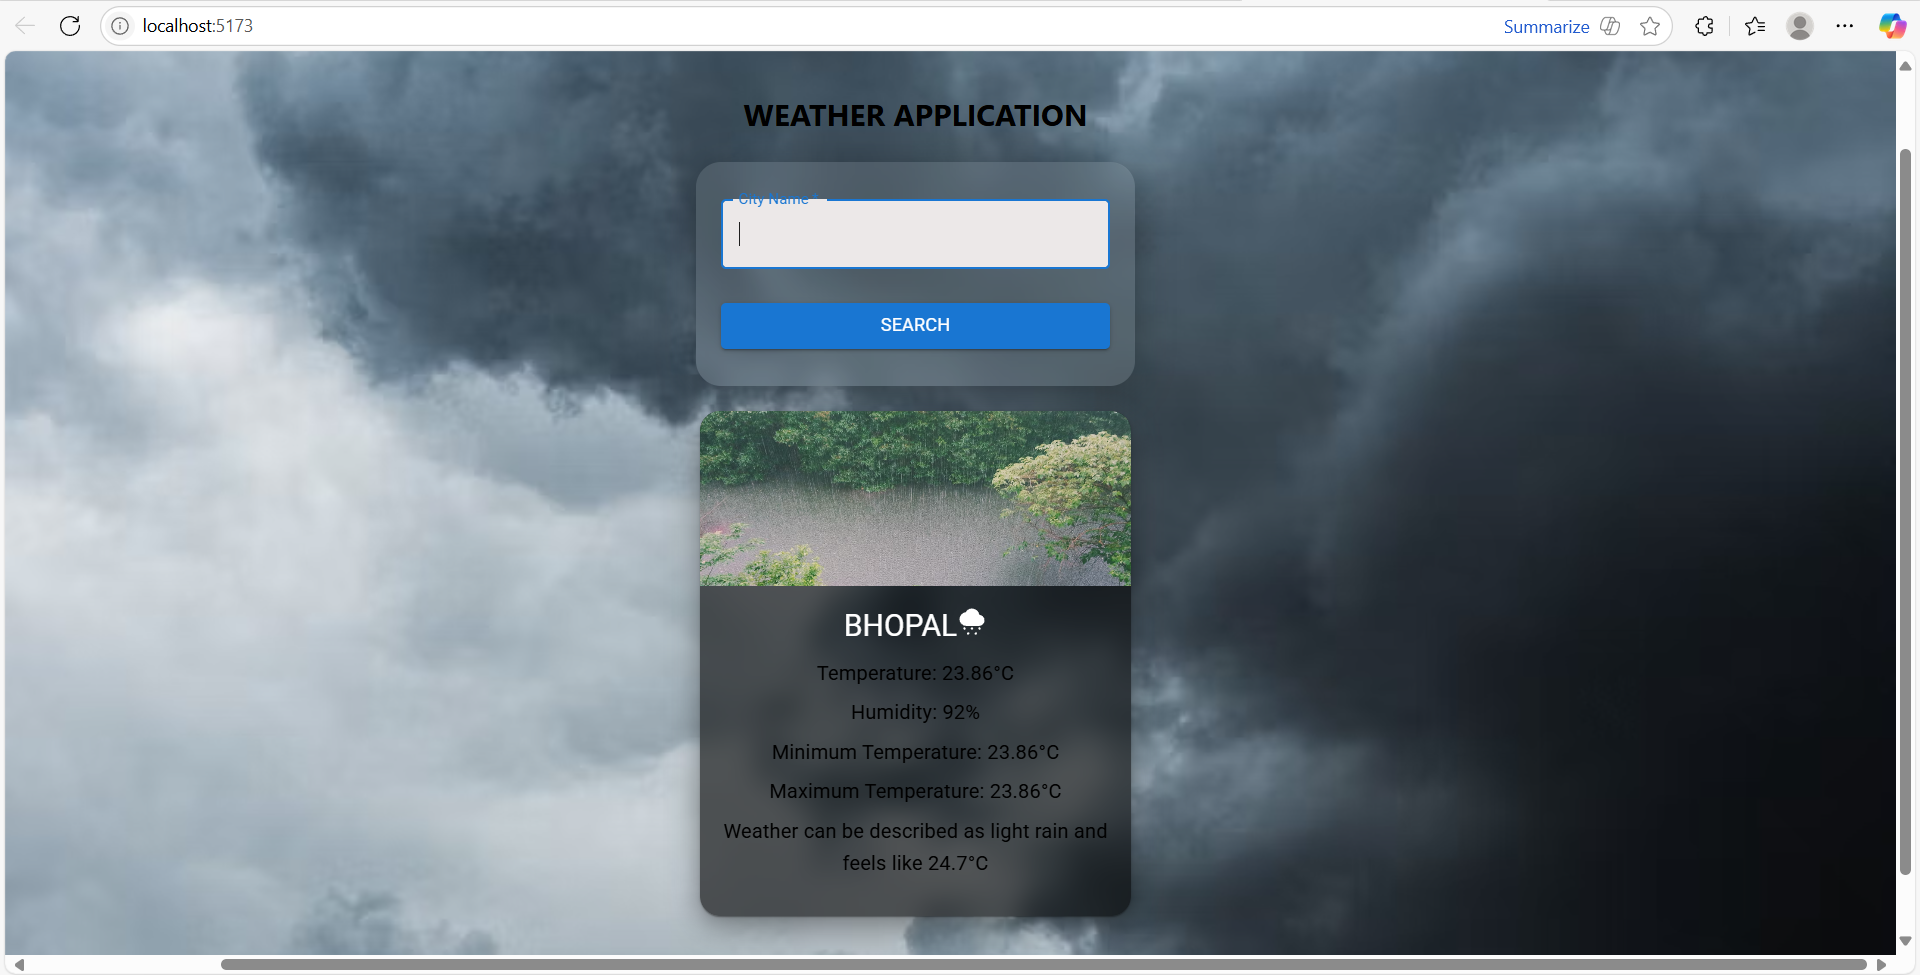 localhost:5173
Summarize
WEATHER APPLICATION
City Name
SEARCH
BHOPAL
Temperature: 23.86°C
Humidity: 92%
Minimum Temperature: 23.86°C
Maximum Temperature: 23.86°C
Weather can be described as light rain and
feels like 24.7°C